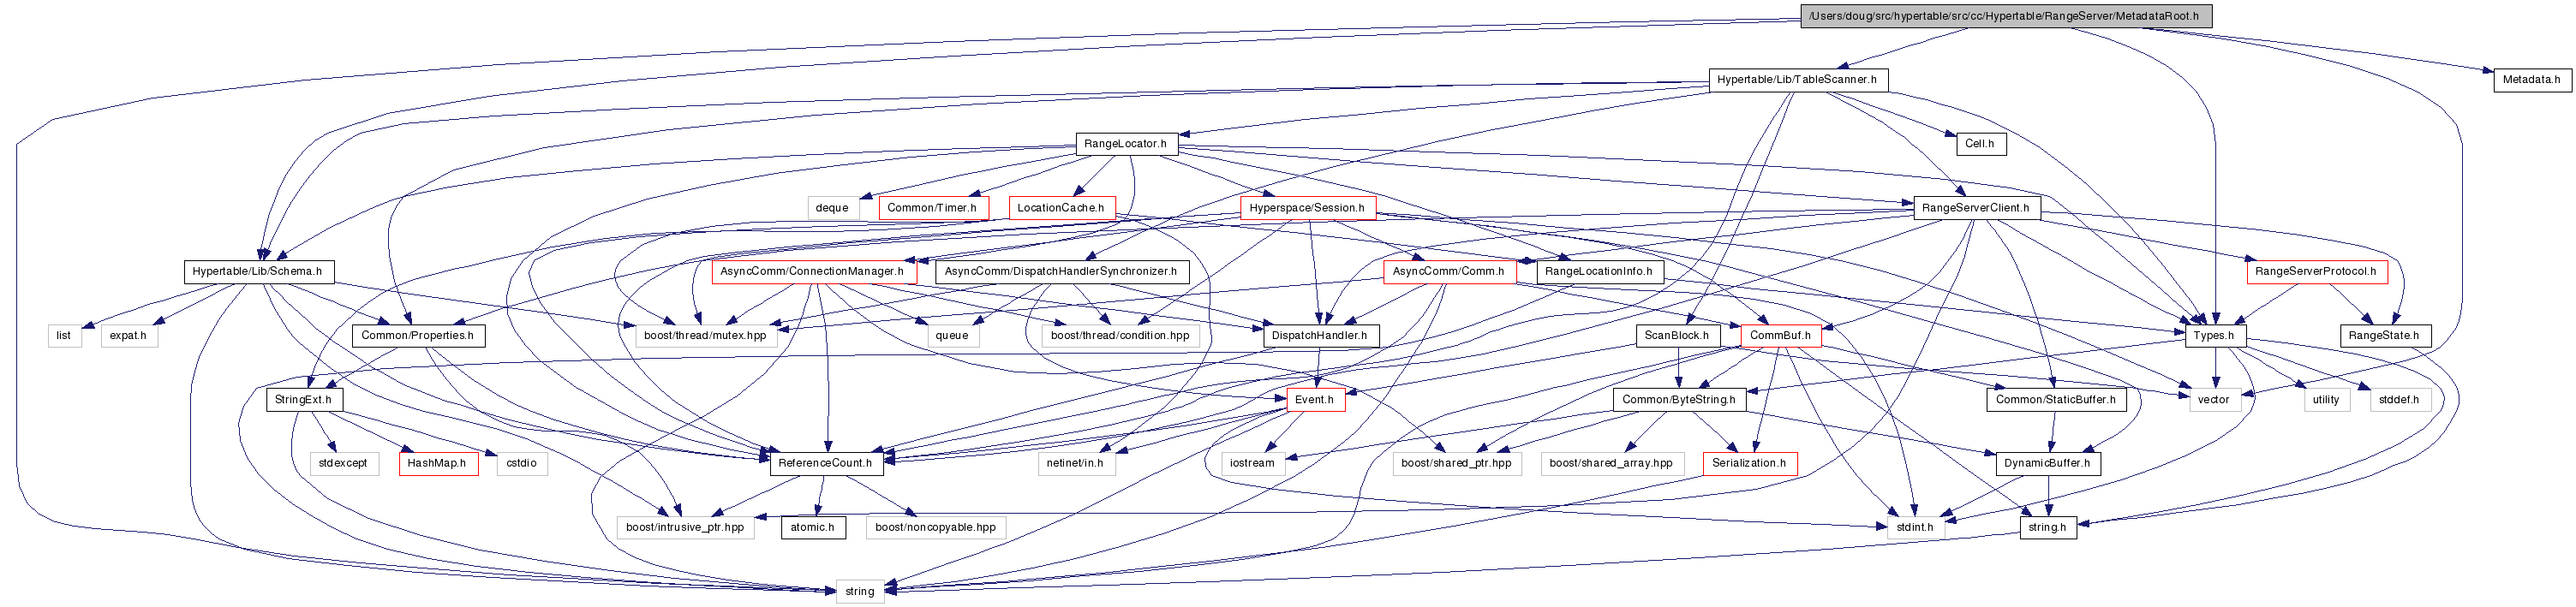 /Users/doug/src/hypertable/src/cc/Hypertable/RangeServer/MetadataRoot.h
Hypertable/Lib/TableScanner.h
Metadata.h
RangeLocator.h
Cell.h
deque
Common/Timer.h
LocationCache.h
Hyperspace/Session.h
RangeServerClient.h
Hypertable/Lib/Schema.h
AsyncComm/ConnectionManager.h
AsyncComm/DispatchHandlerSynchronizer.h
AsyncComm/Comm.h
RangeLocationInfo.h
RangeServerProtocol.h
list
expat.h
Common/Properties.h
boost/thread/mutex.hpp
queue
boost/thread/condition.hpp
DispatchHandler.h
ScanBlock.h
CommBuf.h
Types.h
RangeState.h
StringExt.h
Event.h
Common/ByteString.h
Common/StaticBuffer.h
vector
utility
stddef.h
stdexcept
HashMap.h
cstdio
ReferenceCount.h
netinet/in.h
iostream
boost/shared_ptr.hpp
boost/shared_array.hpp
Serialization.h
DynamicBuffer.h
boost/intrusive_ptr.hpp
atomic.h
boost/noncopyable.hpp
stdint.h
string.h
string